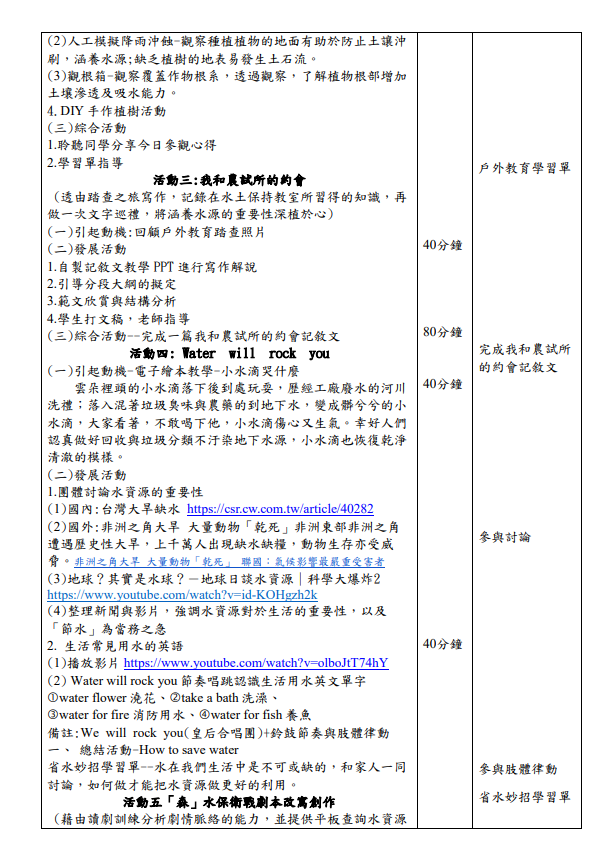 (2)人工模擬降雨沖蝕-觀察種植植物的地面有助於防止土壤沖
刷，涵養水源;缺乏植樹的地表易發生土石流。
(3)觀根箱-觀察覆蓋作物根系，透過觀察，了解植物根部增加
土壤滲透及吸水能力。
4. DIY 手作植樹活動
(三)綜合活動
1.聆聽同學分享今日參觀心得
2.學習單指導
戶外教育學習單
活動三:我和農試所的約會
（透由踏查之旅寫作，記錄在水土保持教室所習得的知識，再
做一次文字巡禮，將涵養水源的重要性深植於心）
(一)引起動機:回顧戶外教育踏查照片
(二)發展活動
40分鐘
1.自製記敘文教學 PPT 進行寫作解說
2.引導分段大綱的擬定
3.範文欣賞與結構分析
4.學生打文稿，老師指導
(三)綜合活動--完成一篇我和農試所的約會記敘文
80分鐘
完成我和農試所
的約會記敘文
活動四: Water will rock you
(一)引起動機-電子繪本教學-小水滴哭什麼
40分鐘
雲朵裡頭的小水滴落下後到處玩耍，歷經工廠廢水的河川
洗禮；落入混著垃圾臭味與農藥的到地下水，變成髒兮兮的小
水滴，大家看著，不敢喝下他，小水滴傷心又生氣。幸好人們
認真做好回收與垃圾分類不汙染地下水源，小水滴也恢復乾淨
清澈的模樣。
(二)發展活動
1.團體討論水資源的重要性
(1)國內:台灣大旱缺水 https://csr.cw.com.tw/article/40282
(2)國外:非洲之角大旱 大量動物「乾死」非洲東部非洲之角
遭遇歷史性大旱，上千萬人出現缺水缺糧，動物生存亦受威
脅。非洲之角大旱 大量動物「乾死」 聯國：氣候影響最嚴重受害者
參與討論
(3)地球？其實是水球？－地球日談水資源｜科學大爆炸2
https://www.youtube.com/watch?v=id-KOHgzh2k
(4)整理新聞與影片，強調水資源對於生活的重要性，以及
「節水」為當務之急
2. 生活常見用水的英語
40分鐘
(1)播放影片 https://www.youtube.com/watch?v=olboJtT74hY
(2) Water will rock you 節奏唱跳認識生活用水英文單字
①water flower 澆花、②take a bath 洗澡、
③water for fire 消防用水、④water for fish 養魚
備註:We will rock you(皇后合唱團)+鈴鼓節奏與肢體律動
一、 總結活動-How to save water
省水妙招學習單--水在我們生活中是不可或缺的，和家人一同
討論，如何做才能把水資源做更好的利用。
參與肢體律動
省水妙招學習單
活動五「森」水保衛戰劇本改寫創作
（藉由讀劇訓練分析劇情脈絡的能力，並提供平板查詢水資源